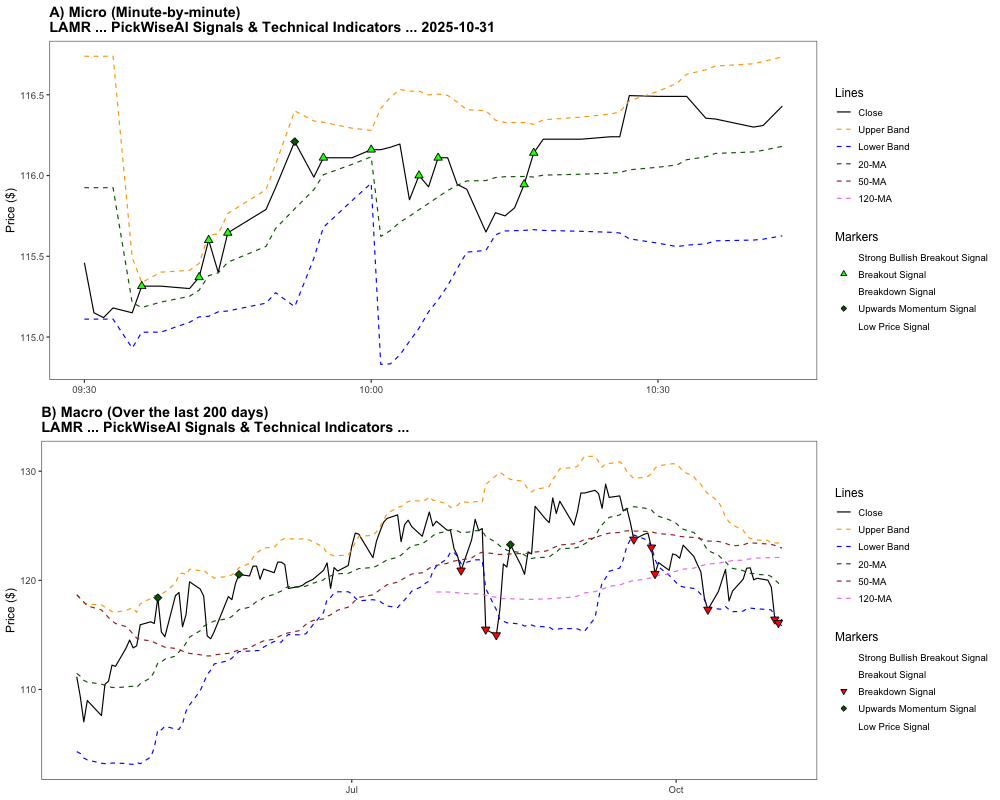 A) Micro (Minute-by-minute)
LAMR ... PickWiseAI Signals & Technical Indicators ... 2025-10-31
Price ($)
116.5
116.0
115.5
115.0
09:30
10:00
10:30
Lines
Close
Upper Band
Lower Band
20-MA
50-MA
120-MA
Markers
Strong Bullish Breakout Signal
Breakout Signal
Breakdown Signal
Upwards Momentum Signal
Low Price Signal
B) Macro (Over the last 200 days)
LAMR ... PickWiseAI Signals & Technical Indicators ...
Price ($)
130
120
110
Jul
Oct
Lines
Close
Upper Band
Lower Band
20-MA
50-MA
120-MA
Markers
Strong Bullish Breakout Signal
Breakout Signal
Breakdown Signal
Upwards Momentum Signal
Low Price Signal